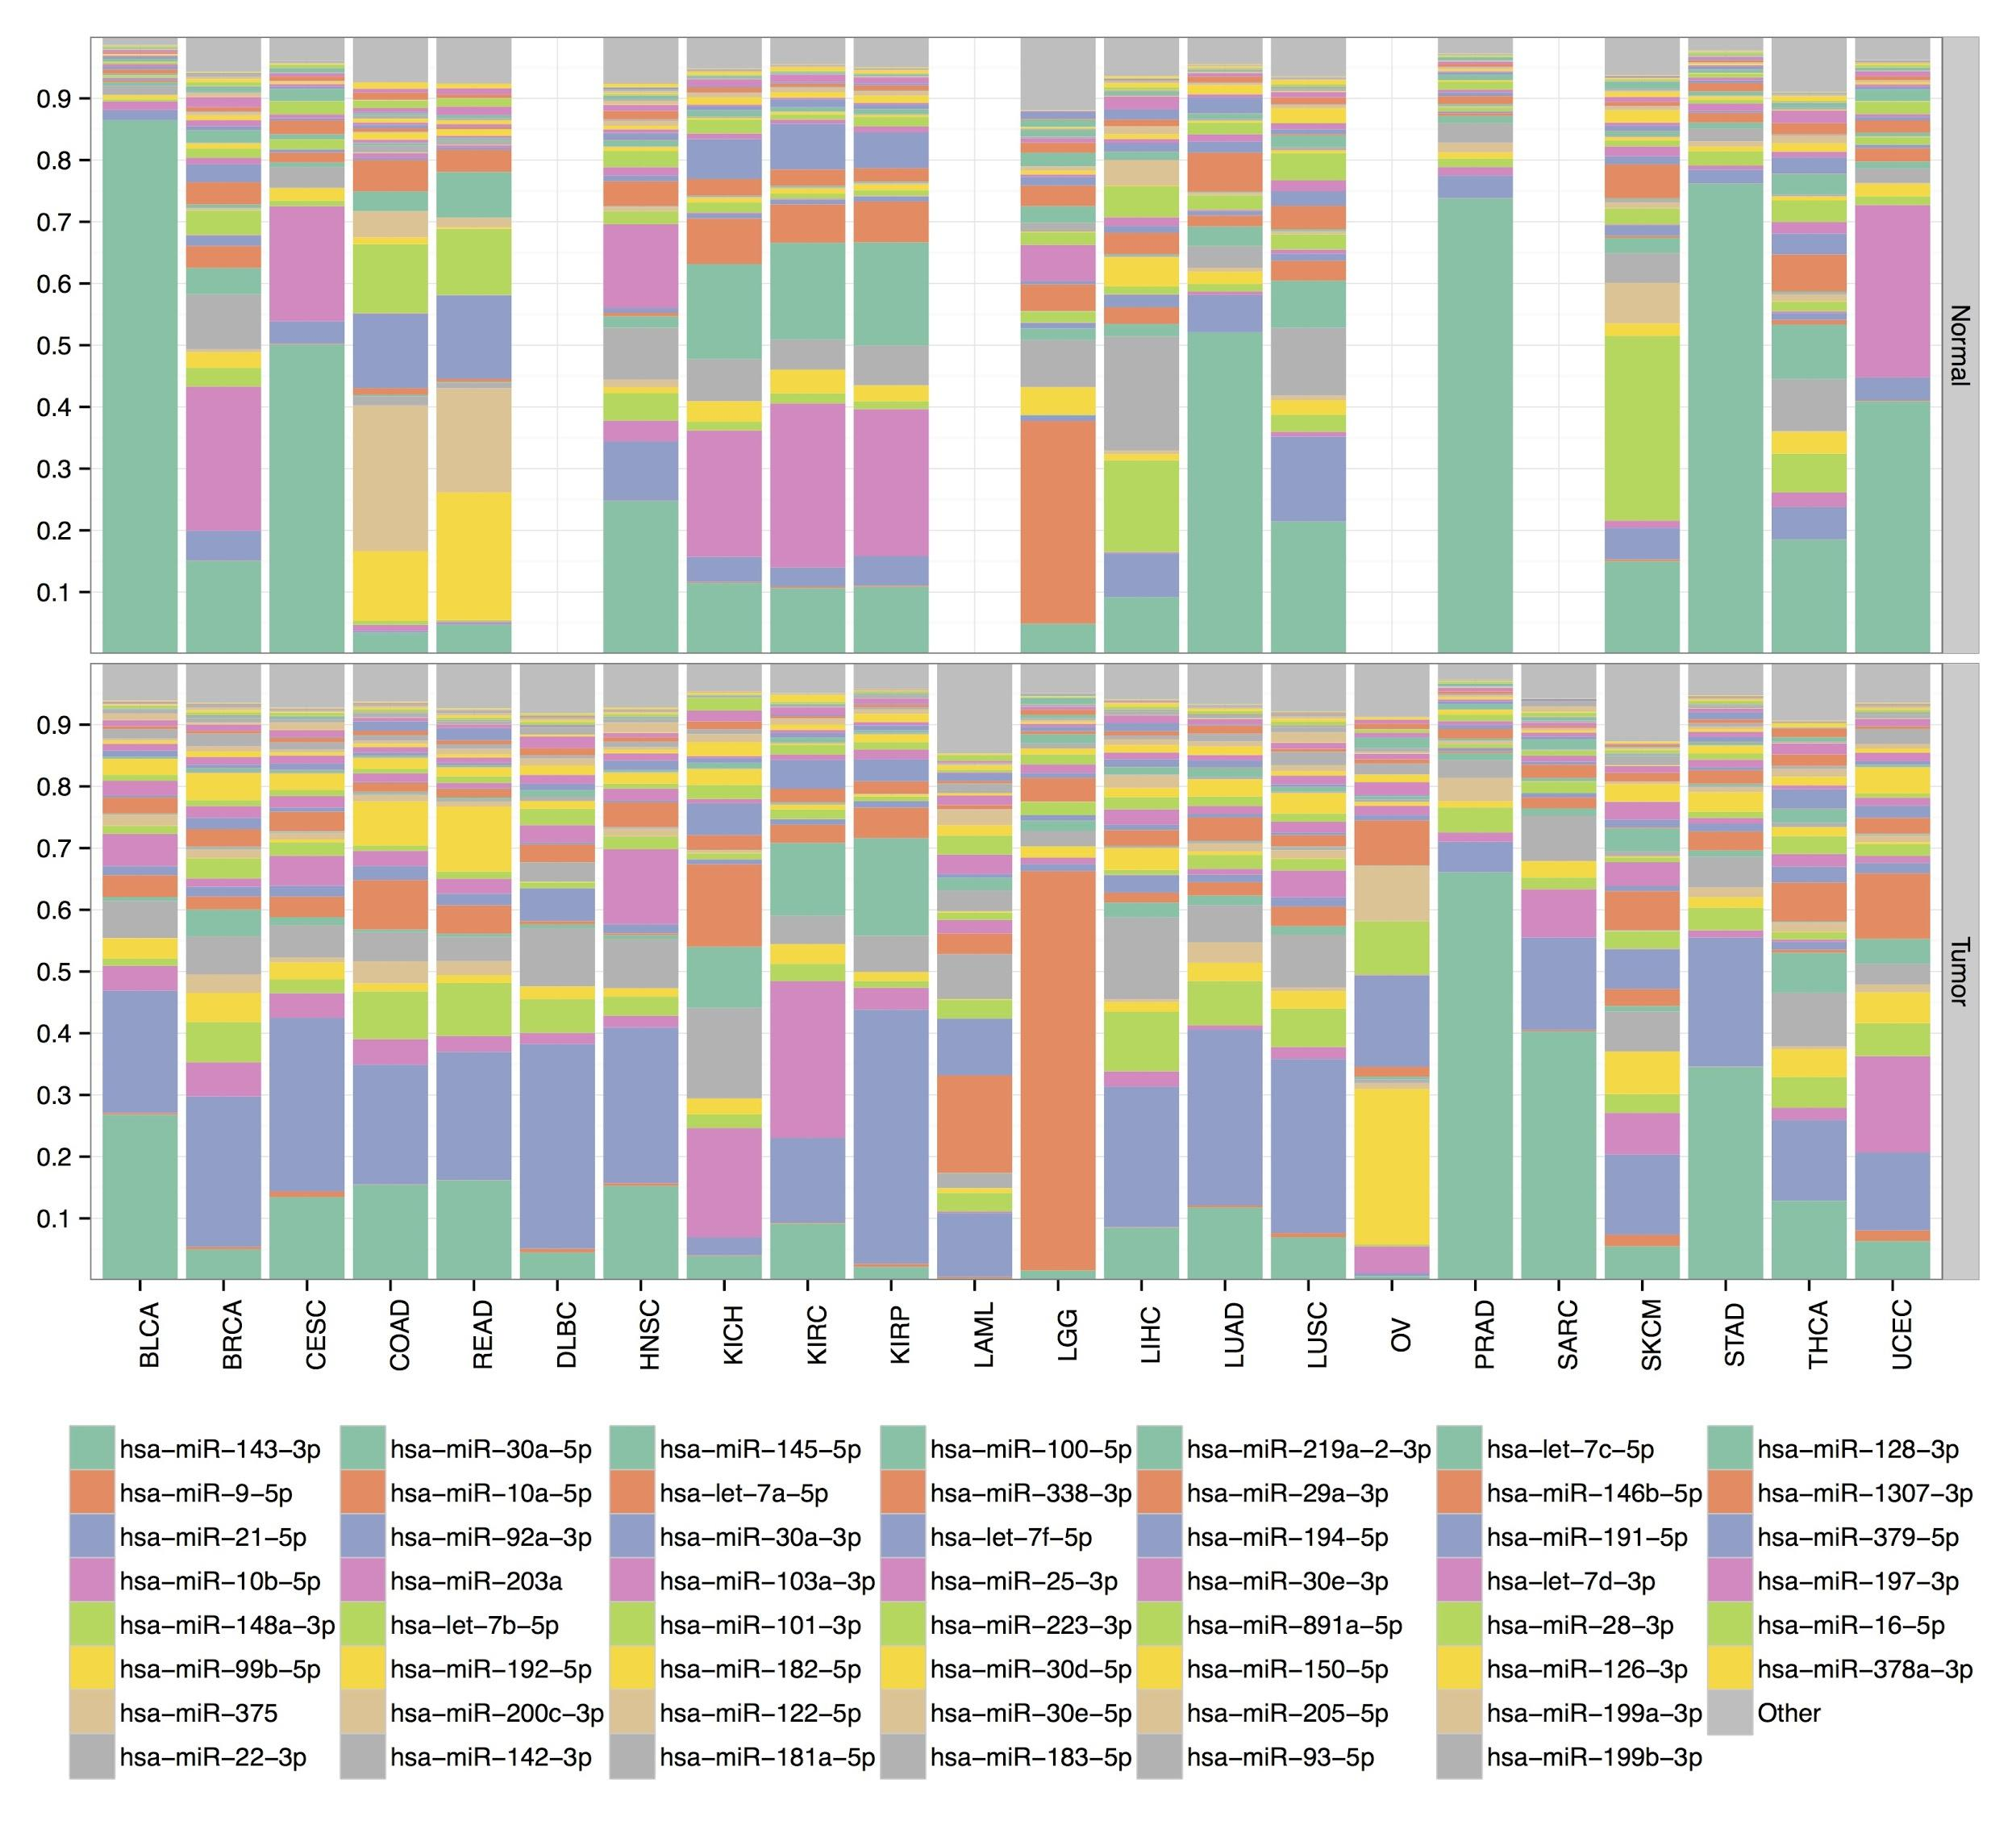 0.9
0.8
0.7
0.6
0.5
0.4
0.3
0.2
0.1
Normal
0.9
0.8
0.7
0.6
0.5
0.4
0.3
0.2
0.1
Tumor
BLCA
BRCA
CESC
COAD
READ
DLBC
HNSC
KICH
KIRC
KIRP
LAML
LGG
LIHC
LUAD
LUSC
OV
PRAD
SARC
SKCM
STAD
THCA
UCEC
hsa−miR−143−3p hsa−miR−30a−5p hsa−miR−145−5p hsa−miR−100−5p hsa−miR−219a−2−3p hsa−let−7c−5p hsa−miR−128−3p
hsa−miR−9−5p hsa−miR−10a−5p hsa−let−7a−5p hsa−miR−338−3p hsa−miR−29a−3p hsa−miR−146b−5p hsa−miR−1307−3p
hsa−miR−21−5p hsa−miR−92a−3p hsa−miR−30a−3p hsa−let−7f−5p hsa−miR−194−5p hsa−miR−191−5p hsa−miR−379−5p
hsa−miR−10b−5p hsa−miR−203a hsa−miR−103a−3p hsa−miR−25−3p hsa−miR−30e−3p hsa−let−7d−3p hsa−miR−197−3p
hsa−miR−148a−3p hsa−let−7b−5p hsa−miR−101−3p hsa−miR−223−3p hsa−miR−891a−5p hsa−miR−28−3p hsa−miR−16−5p
hsa−miR−99b−5p hsa−miR−192−5p hsa−miR−182−5p hsa−miR−30d−5p hsa−miR−150−5p hsa−miR−126−3p hsa−miR−378a−3p
hsa−miR−375 hsa−miR−200c−3p hsa−miR−122−5p hsa−miR−30e−5p hsa−miR−205−5p hsa−miR−199a−3p Other
hsa−miR−22−3p hsa−miR−142−3p hsa−miR−181a−5p hsa−miR−183−5p hsa−miR−93−5p hsa−miR−199b−3p